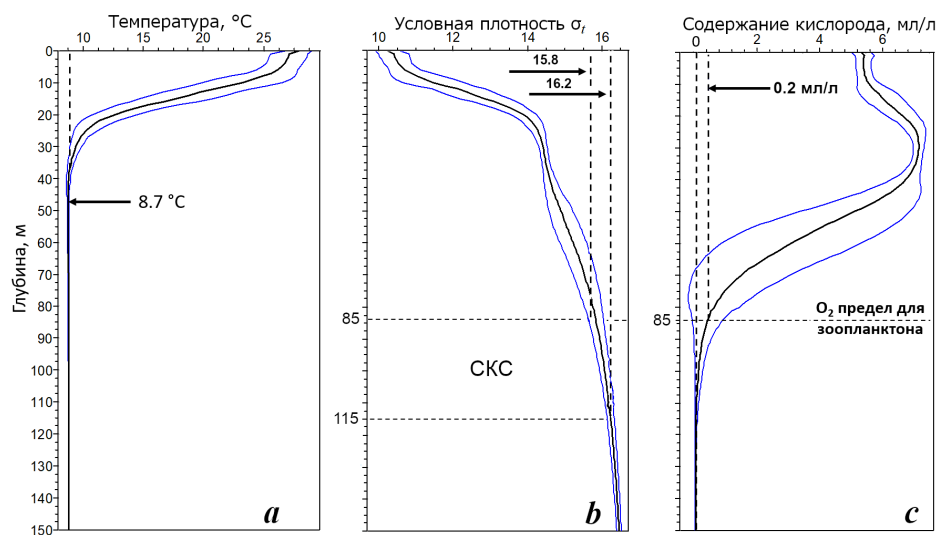 Температура, °C
10 15 20 25
Глубина, м
0
10
20
30
40
50
60
70
80
90
100
110
120
130
140
150
8.7 °C
a
Условная плотность σt
10 12 14 16
15.8
16.2
85
СКС
115
b
Содержание кислорода, мл/л
0 2 4 6
0.2 мл/л
O2 предел для
зоопланктона
85
c